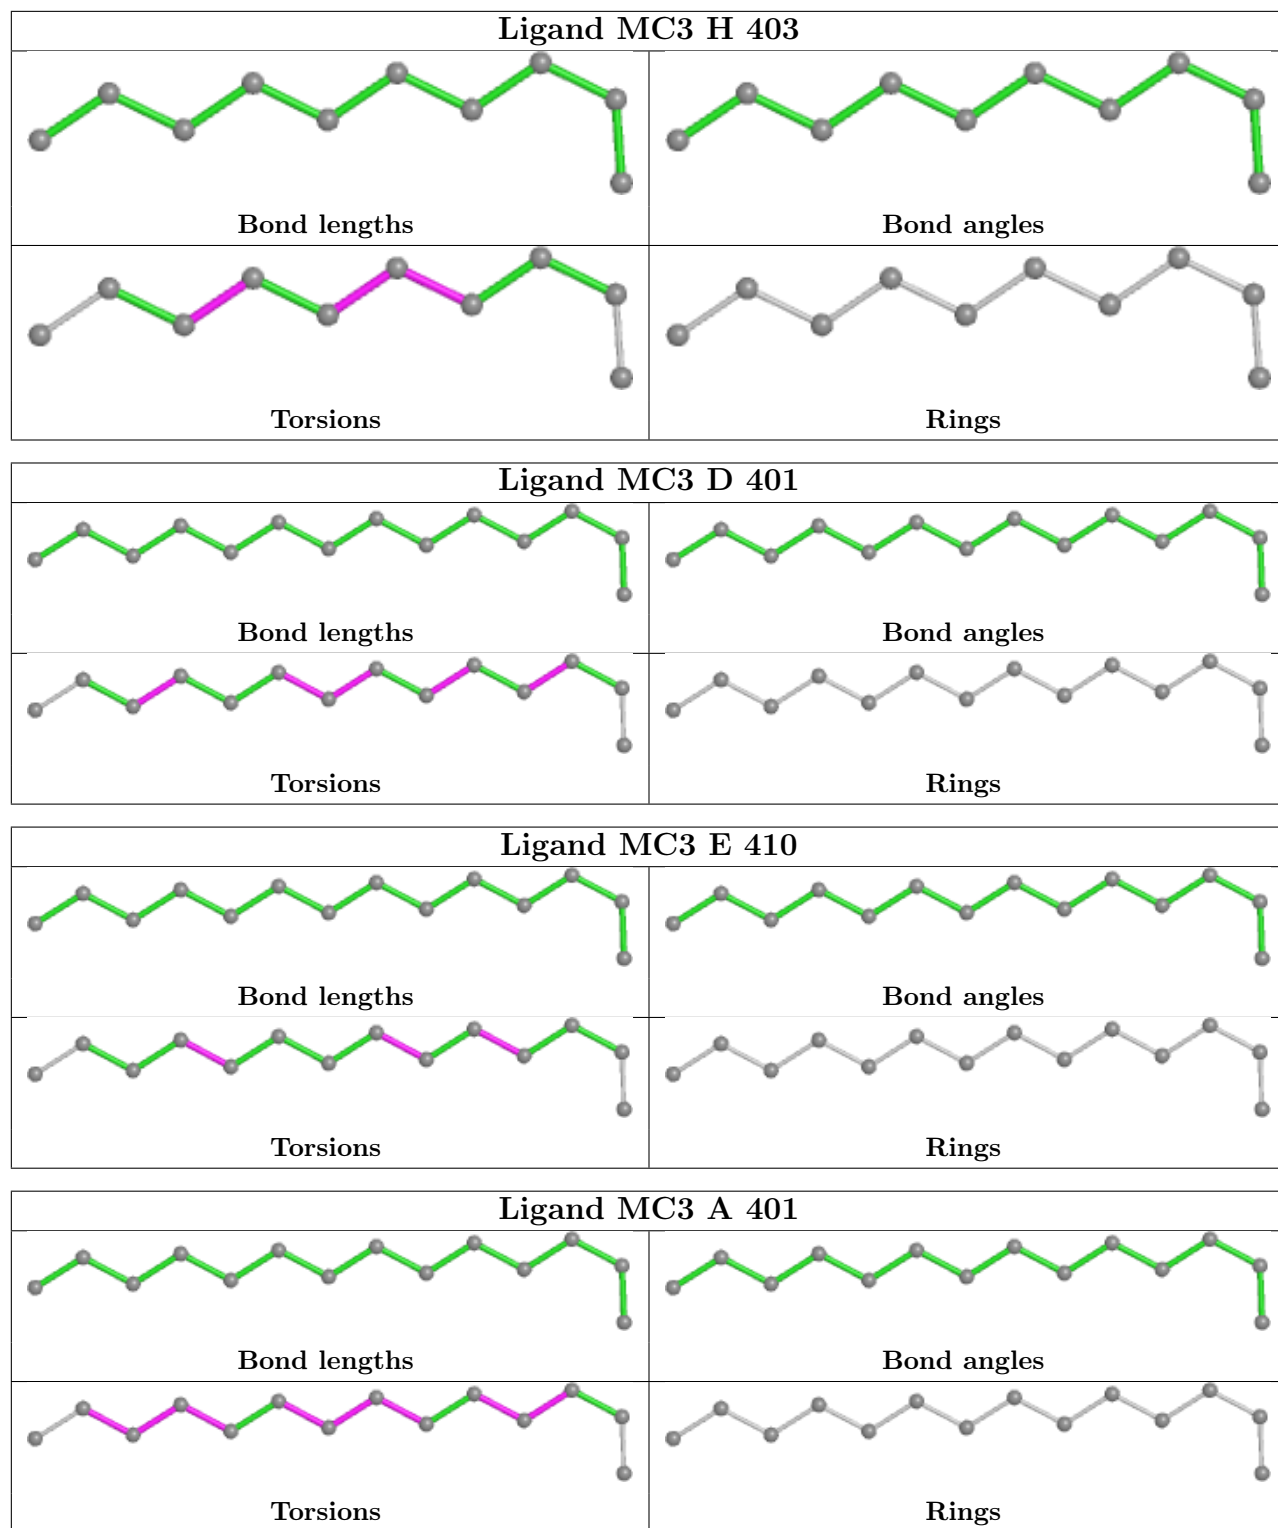 Ligand MC3 H 403
Bond lengths
Bond angles
Torsions
Rings
Ligand MC3 D 401
Bond lengths
Bond angles
Torsions
Rings
Ligand MC3 E 410
Bond lengths
Bond angles
Torsions
Rings
Ligand MC3 A 401
Bond lengths
Bond angles
Torsions
Rings